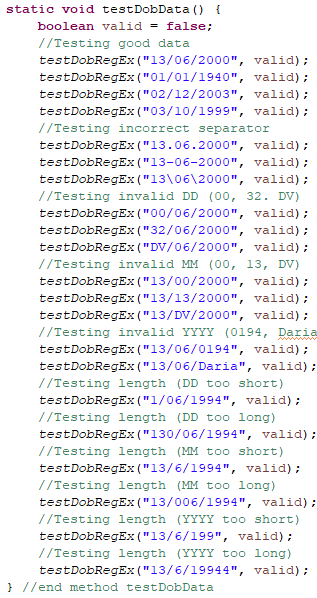 static void testDobData() {
boolean valid = false;
//Testing good data
testDobRegEx("13/06/2000", valid);
testDobRegEx("01/01/1940", valid);
testDobRegEx("02/12/2003", valid);
testDobRegEx("03/10/1999", valid);
//Testing incorrect separator
testDobRegEx("13.06.2000", valid);
testDobRegEx("13-06-2000", valid);
testDobRegEx("13\06\2000", valid);
//Testing invalid DD (00, 32. DV)
testDobRegEx("00/06/2000", valid);
testDobRegEx("32/06/2000", valid);
testDobRegEx("DV/06/2000", valid);
//Testing invalid MM (00, 13, DV)
testDobRegEx("13/00/2000", valid);
testDobRegEx("13/13/2000", valid);
testDobRegEx("13/DV/2000", valid);
//Testing invalid YYYY (0194, Daria
testDobRegEx("13/06/0194", valid);
testDobRegEx("13/06/Daria", valid);
//Testing length (DD too short)
testDobRegEx("1/06/1994", valid);
//Testing length (DD too long)
testDobRegEx("130/06/1994", valid);
//Testing length (MM too short)
testDobRegEx("13/6/1994", valid);
//Testing length (MM too long)
testDobRegEx("13/006/1994", valid);
//Testing length (YYYY too short)
testDobRegEx("13/6/199", valid);
//Testing length (YYYY too long)
testDobRegEx("13/6/19944", valid);
} //end method testDobData